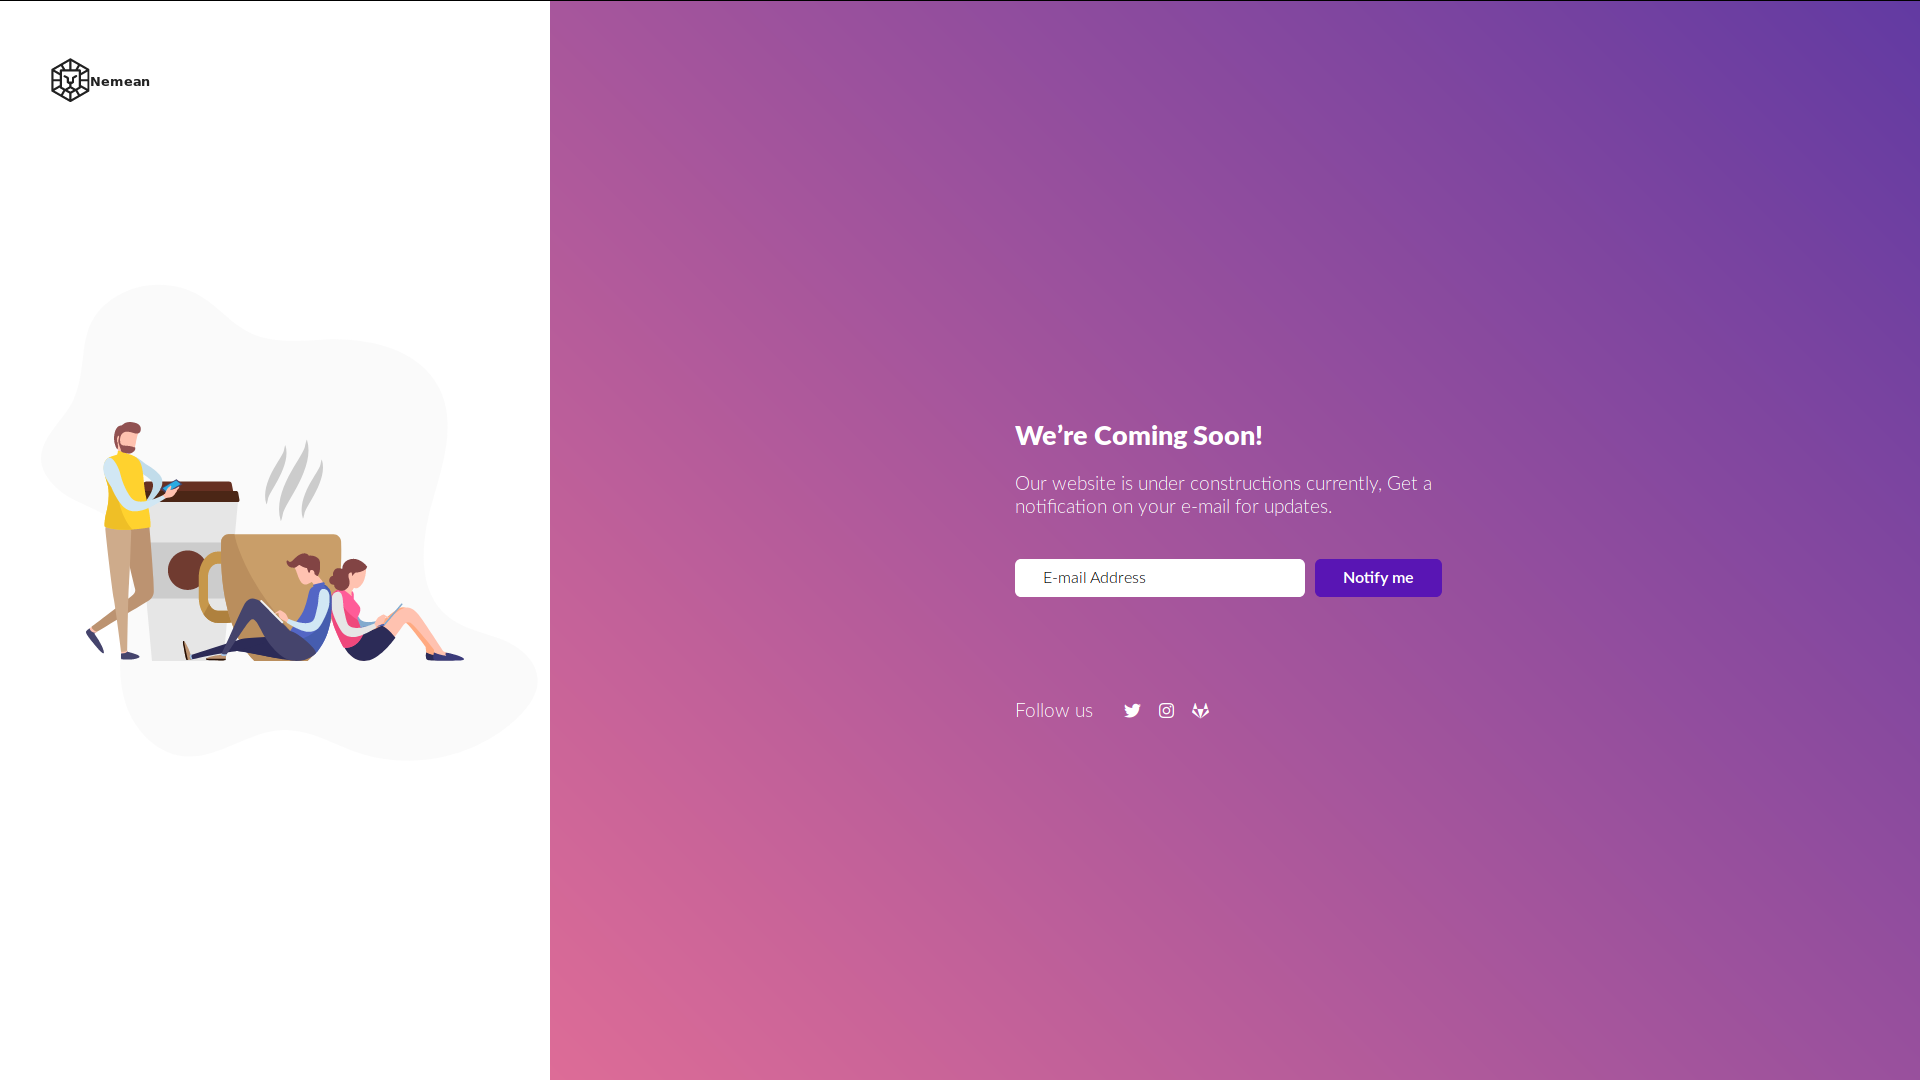 Nemean
We’re Coming Soon!
Our website is under constructions currently, Get a
notification on your e-mail for updates.
E-mail Address
Notify me
Follow us